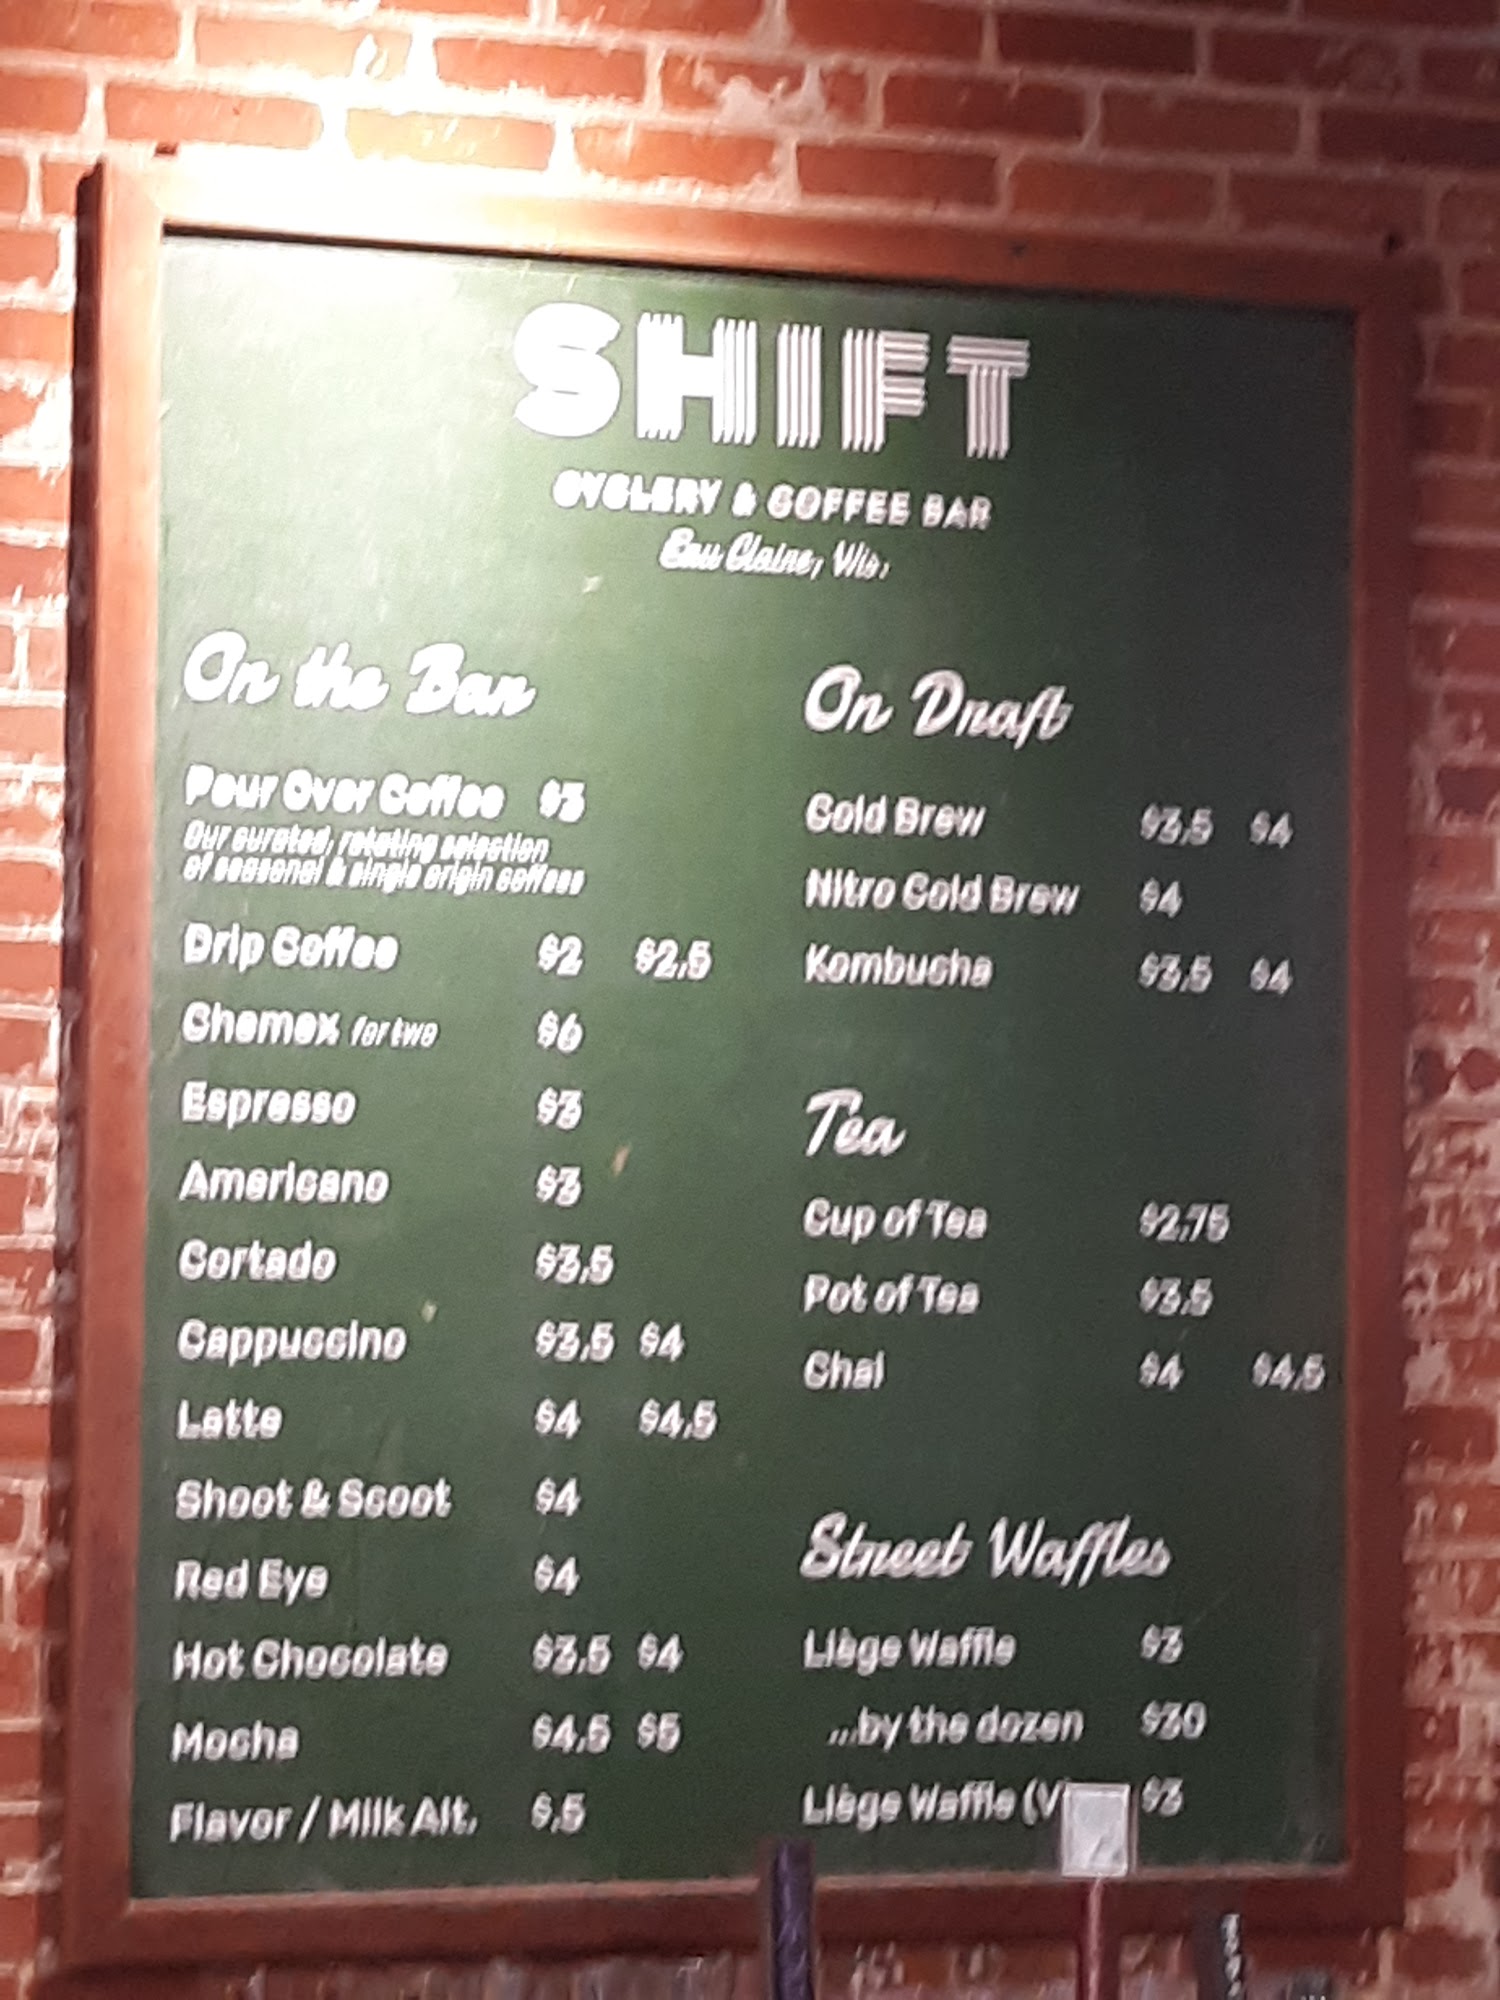 SHIFT
CYCLERY & COFFEE BAR
Eau Claire, Wis.
On the Bar
Pour Over Coffee $3
Our curated, rotating selection
of seasonal & single origin coffees
Drip Coffee $2 $2.5
Chemex for two $6
Espresso $3
Americano $3
Cortado $3.5
Cappuccino $3.5 $4
Latte $4 $4.5
Shoot & Scoot $4
Red Eye $4
Hot Chocolate $3.5 $4
Mocha $4.5 $5
Flavor / Milk Alt. $.5
On Draft
Cold Brew $3.5 $4
Nitro Cold Brew $4
Kombucha $3.5 $4
Tea
Cup of Tea $2.75
Pot of Tea $3.5
Chai $4 $4.5
Street Waffles
Liège Waffle $3
...by the dozen $30
Liège Waffle (V $3